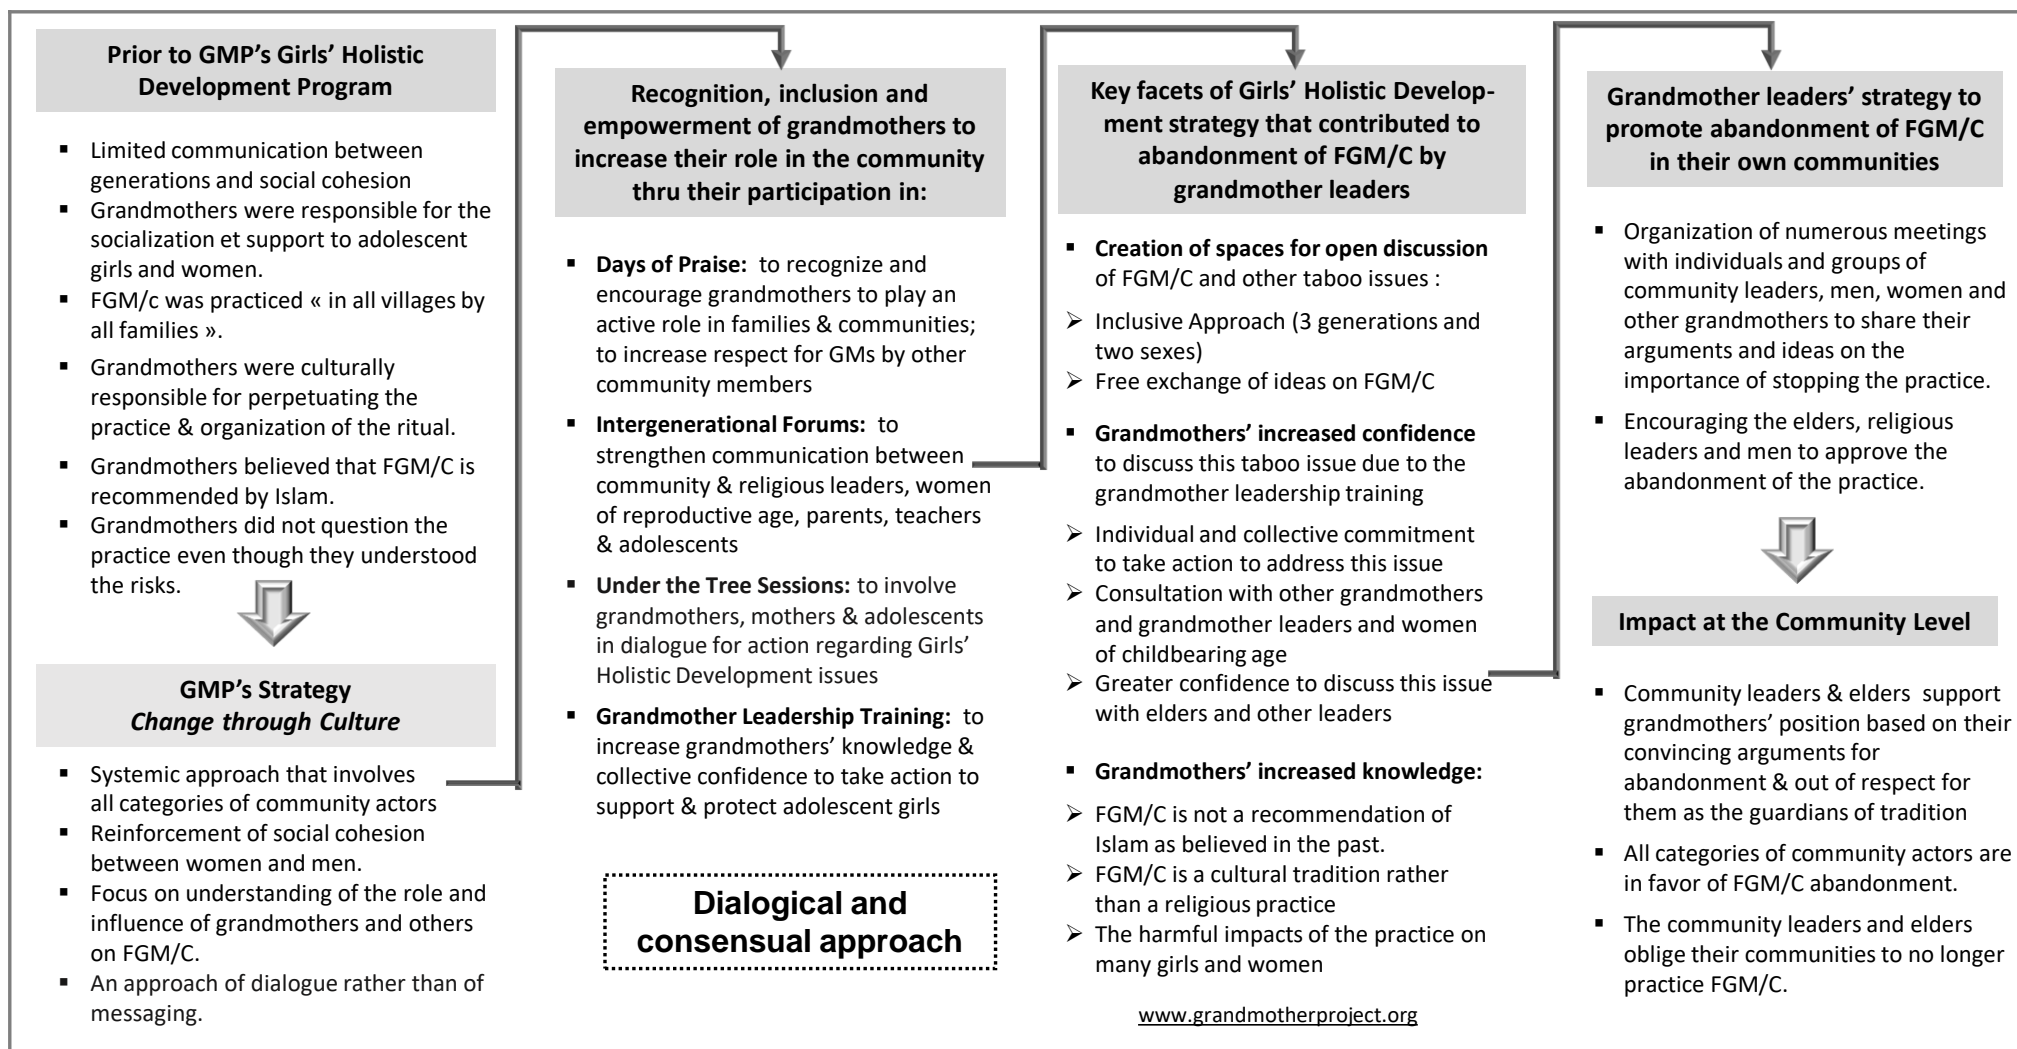 Prior to GMP's Girls' Holistic
Development Program
▪ Limited communication between
generations and social cohesion
▪ Grandmothers were responsible for the
socialization et support to adolescent
girls and women.
▪ FGM/c was practiced « in all villages by
all families ».
▪ Grandmothers were culturally
responsible for perpetuating the
practice & organization of the ritual.
▪ Grandmothers believed that FGM/C is
recommended by Islam.
▪ Grandmothers did not question the
practice even though they understood
the risks.
GMP's Strategy
Change through Culture
▪ Systemic approach that involves
all categories of community actors
▪ Reinforcement of social cohesion
between women and men.
▪ Focus on understanding of the role and
influence of grandmothers and others
on FGM/C.
▪ An approach of dialogue rather than of
messaging.
Recognition, inclusion and
empowerment of grandmothers to
increase their role in the community
thru their participation in:
▪ Days of Praise: to recognize and
encourage grandmothers to play an
active role in families & communities;
to increase respect for GMs by other
community members
▪ Intergenerational Forums: to
strengthen communication between
community & religious leaders, women
of reproductive age, parents, teachers
& adolescents
▪ Under the Tree Sessions: to involve
grandmothers, mothers & adolescents
in dialogue for action regarding Girls'
Holistic Development issues
▪ Grandmother Leadership Training: to
increase grandmothers' knowledge &
collective confidence to take action to
support & protect adolescent girls
Dialogical and
consensual approach
Key facets of Girls' Holistic Develop-
ment strategy that contributed to
abandonment of FGM/C by
grandmother leaders
▪ Creation of spaces for open discussion
of FGM/C and other taboo issues :
➢ Inclusive Approach (3 generations and
two sexes)
➢ Free exchange of ideas on FGM/C
▪ Grandmothers' increased confidence
to discuss this taboo issue due to the
grandmother leadership training
➢ Individual and collective commitment
to take action to address this issue
➢ Consultation with other grandmothers
and grandmother leaders and women
of childbearing age
➢ Greater confidence to discuss this issue
with elders and other leaders
▪ Grandmothers' increased knowledge:
➢ FGM/C is not a recommendation of
Islam as believed in the past.
➢ FGM/C is a cultural tradition rather
than a religious practice
➢ The harmful impacts of the practice on
many girls and women
www.grandmotherproject.org
Grandmother leaders' strategy to
promote abandonment of FGM/C
in their own communities
▪ Organization of numerous meetings
with individuals and groups of
community leaders, men, women and
other grandmothers to share their
arguments and ideas on the
importance of stopping the practice.
▪ Encouraging the elders, religious
leaders and men to approve the
abandonment of the practice.
Impact at the Community Level
▪ Community leaders & elders support
grandmothers' position based on their
convincing arguments for
abandonment & out of respect for
them as the guardians of tradition
▪ All categories of community actors are
in favor of FGM/C abandonment.
▪ The community leaders and elders
oblige their communities to no longer
practice FGM/C.